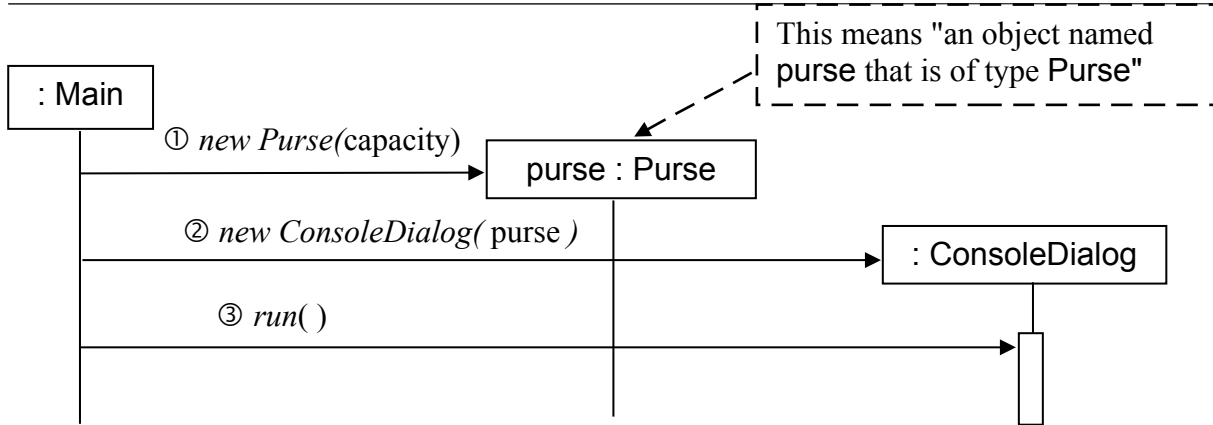 This means "an object named
purse that is of type Purse"
: Main
① new Purse(capacity)
purse : Purse
② new ConsoleDialog( purse )
: ConsoleDialog
③ run( )